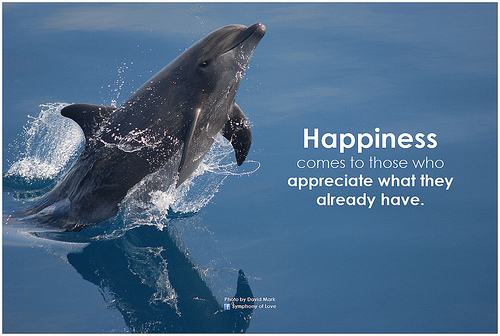 Happiness
comes to those who
appreciate what they
already have.
Photo by David Mark
Symphony of Love